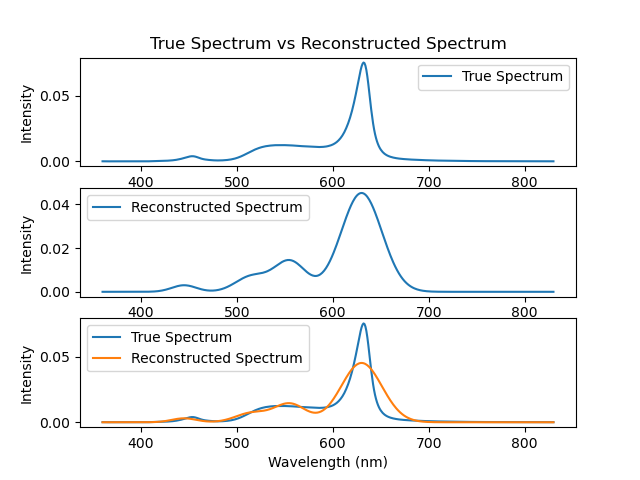 True Spectrum vs Reconstructed Spectrum
True Spectrum
Intensity
0.05
0.00
400 500 600 700 800
Reconstructed Spectrum
Intensity
0.04
0.02
0.00
400 500 600 700 800
True Spectrum
Reconstructed Spectrum
Intensity
0.05
0.00
400 500 600 700 800
Wavelength (nm)